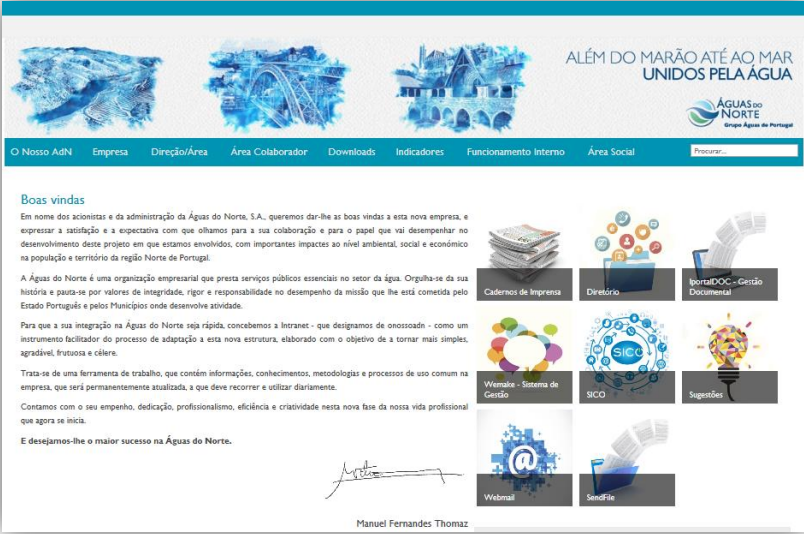 ALÉM DO MARÃO ATÉ AO MAR
UNIDOS PELA ÁGUA
ÁGUAS DO
NORTE
Grupo Águas de Portugal
O Nosso AdN Empresa Direção/Área Área Colaborador Downloads Indicadores Funcionamento Interno Área Social Procurar...
Boas vindas
Em nome dos acionistas e da administração da Águas do Norte, S.A., queremos dar-lhe as boas vindas a esta nova empresa, e
expressar a satisfação e a expectativa com que olhamos para a sua colaboração e para o papel que vai desempenhar no
desenvolvimento deste projeto em que estamos envolvidos, com importantes impactes ao nível ambiental, social e económico
na população e território da região Norte de Portugal.
A Águas do Norte é uma organização empresarial que presta serviços públicos essenciais no setor da água. Orgulha-se da sua
história e pauta-se por valores de integridade, rigor e responsabilidade no desempenho da missão que lhe está cometida pelo
Estado Português e pelos Municípios onde desenvolve atividade.
Para que a sua integração na Águas do Norte seja rápida, concebemos a Intranet - que designamos de onossoadn - como um
instrumento facilitador do processo de adaptação a esta nova estrutura, elaborado com o objetivo de a tornar mais simples,
agradável, frutuosa e célere.
Trata-se de uma ferramenta de trabalho, que contém informações, conhecimentos, metodologias e processos de uso comum na
empresa, que será permanentemente atualizada, a que deve recorrer e utilizar diariamente.
Contamos com o seu empenho, dedicação, profissionalismo, eficiência e criatividade nesta nova fase da nossa vida profissional
que agora se inicia.
E desejamos-lhe o maior sucesso na Águas do Norte.
Manuel Fernandes Thomaz
Cadernos de Imprensa
Diretório
IportalDOC - Gestão
Documental
Wemake - Sistema de
Gestão
SICO
SICO
Sugestões
@
Webmail
SendFile